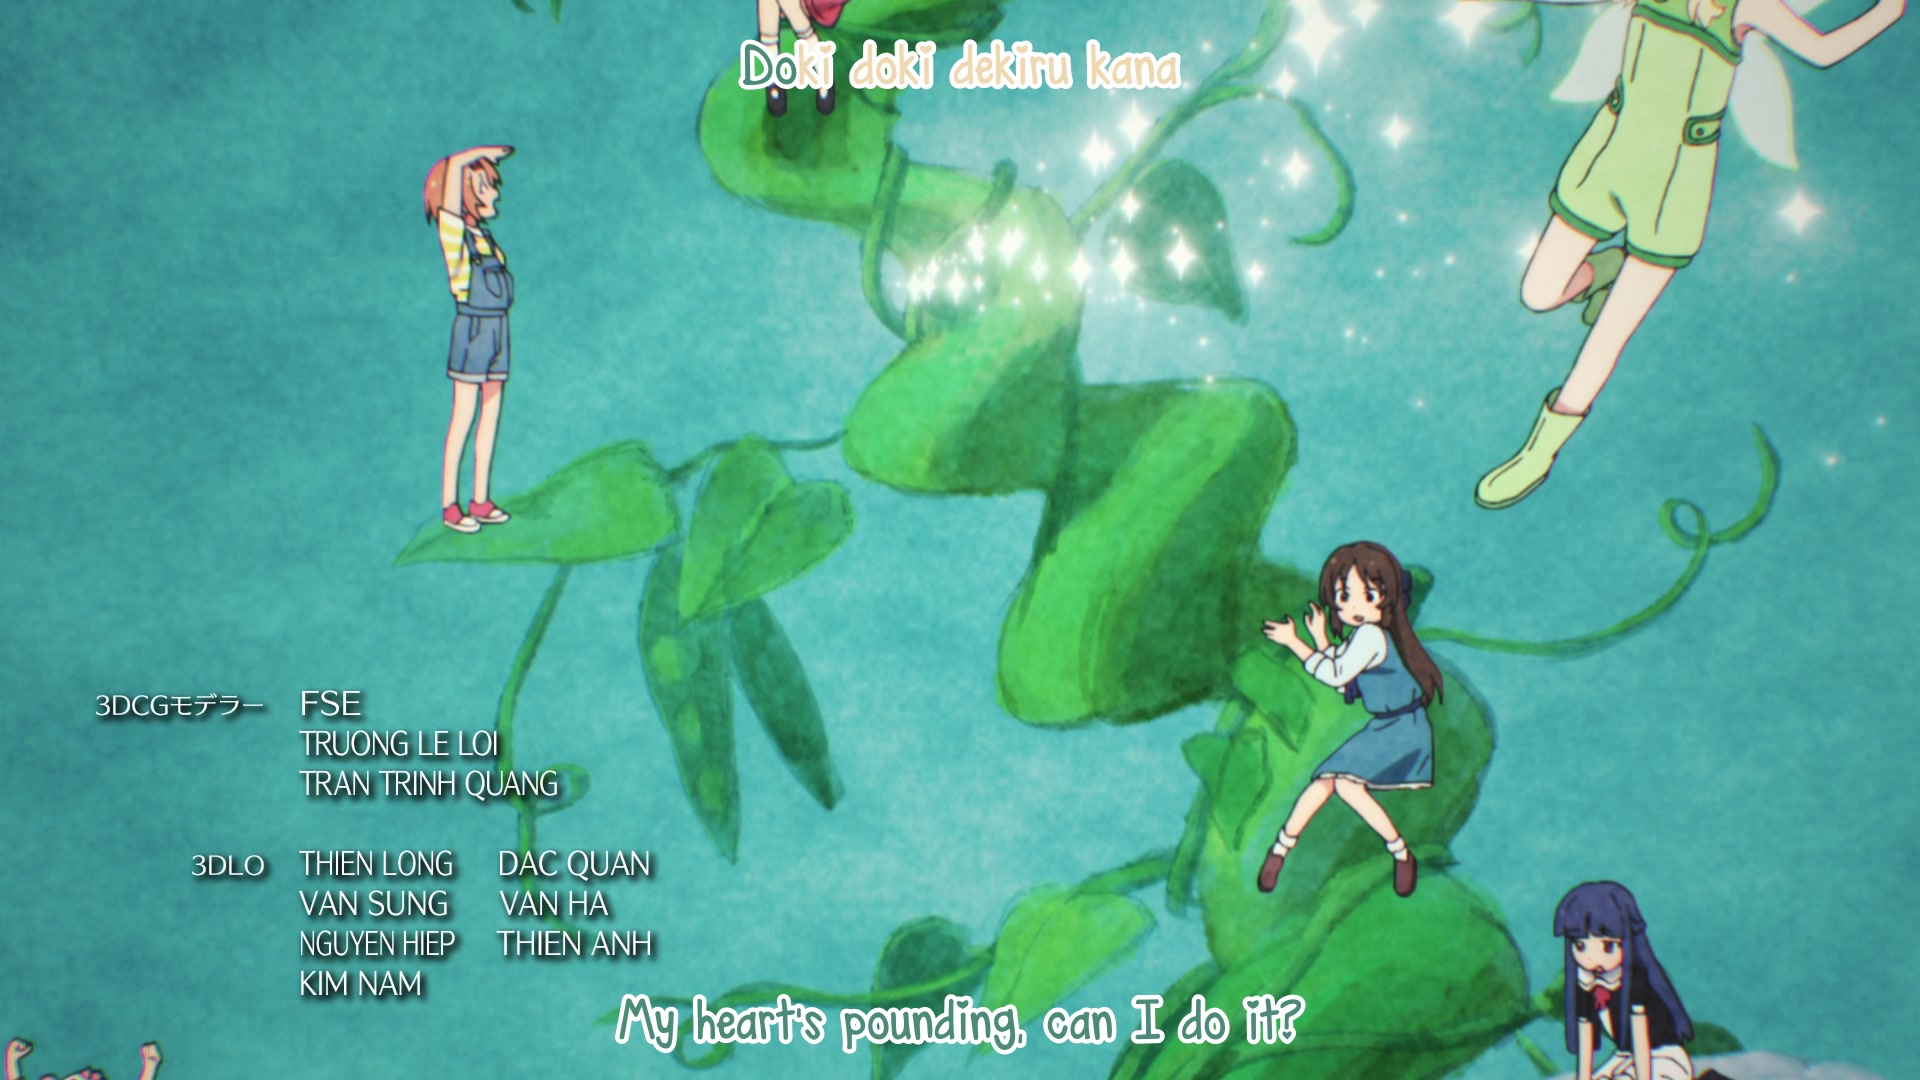 Doki doki dekiru kana
3DCGモデラー FSE
TRUONG LE LOI
TRAN TRINH QUANG
3DLO THIEN LONG DAC QUAN
VAN SUNG VAN HA
NGUYEN HIEP THIEN ANH
KIM NAM
My heart's pounding, can I do it?